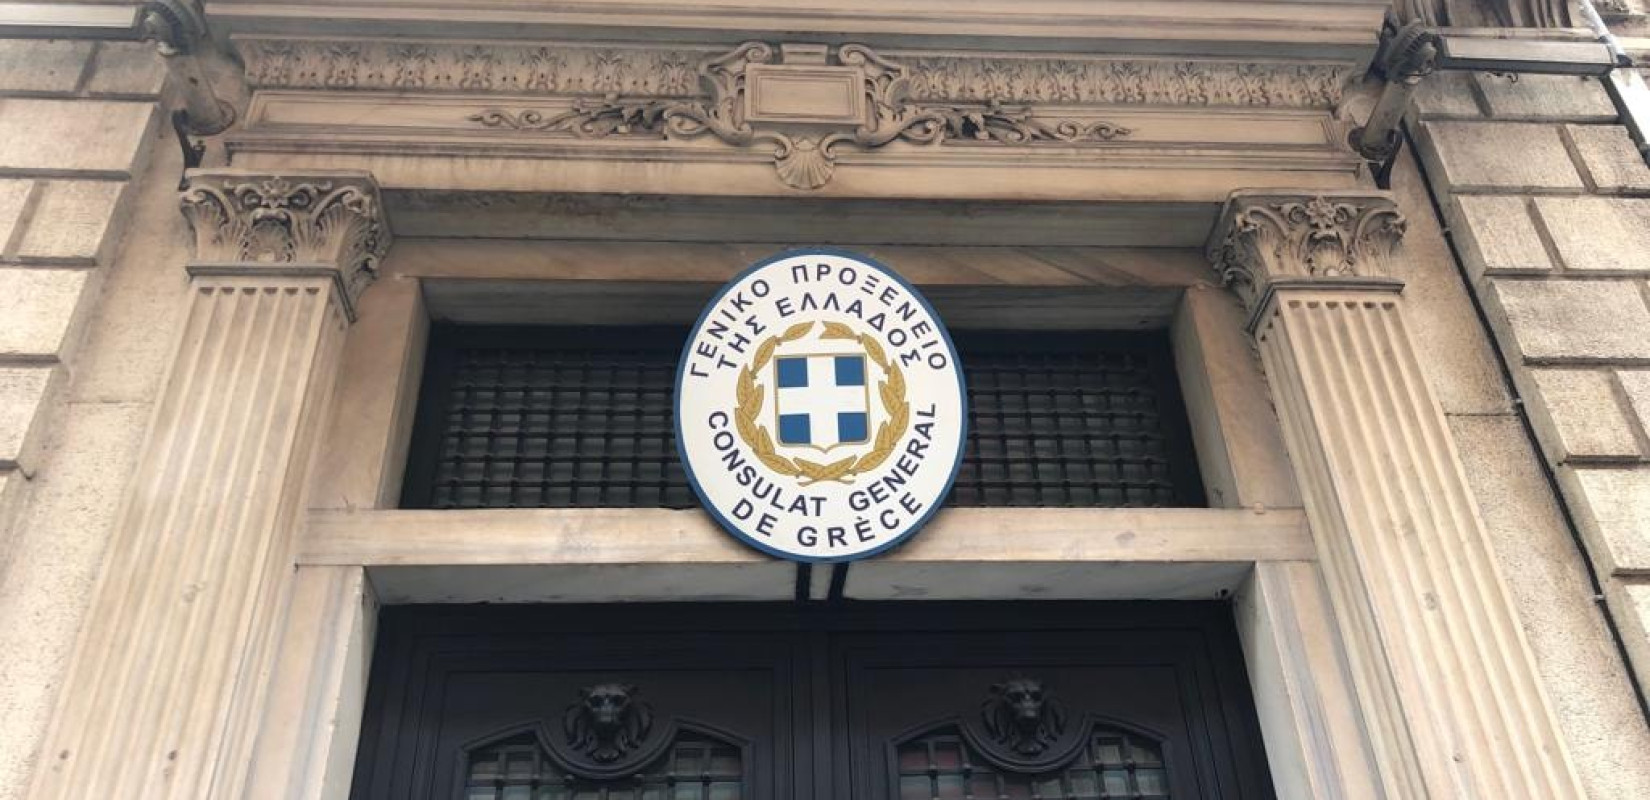 ΓΕΝΙΚΟ ΠΡΟΞΕΝΕΙΟ
ΤΗΣ ΕΛΛΑΔΟΣ
CONSULAT GENERAL
DE GRÈCE